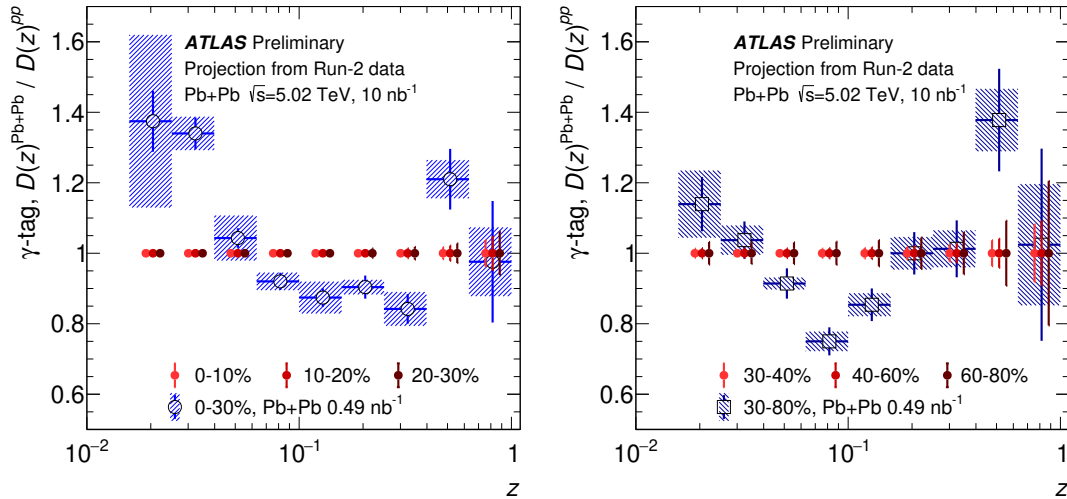 γ-tag, D(z)^Pb+Pb / D(z)^pp
1.6
1.4
1.2
1
0.8
0.6
ATLAS Preliminary
Projection from Run-2 data
Pb+Pb √s=5.02 TeV, 10 nb⁻¹
0-10% 10-20% 20-30%
0-30%, Pb+Pb 0.49 nb⁻¹
10⁻² 10⁻¹ 1
z
γ-tag, D(z)^Pb+Pb / D(z)^pp
1.6
1.4
1.2
1
0.8
0.6
ATLAS Preliminary
Projection from Run-2 data
Pb+Pb √s=5.02 TeV, 10 nb⁻¹
30-40% 40-60% 60-80%
30-80%, Pb+Pb 0.49 nb⁻¹
10⁻² 10⁻¹ 1
z